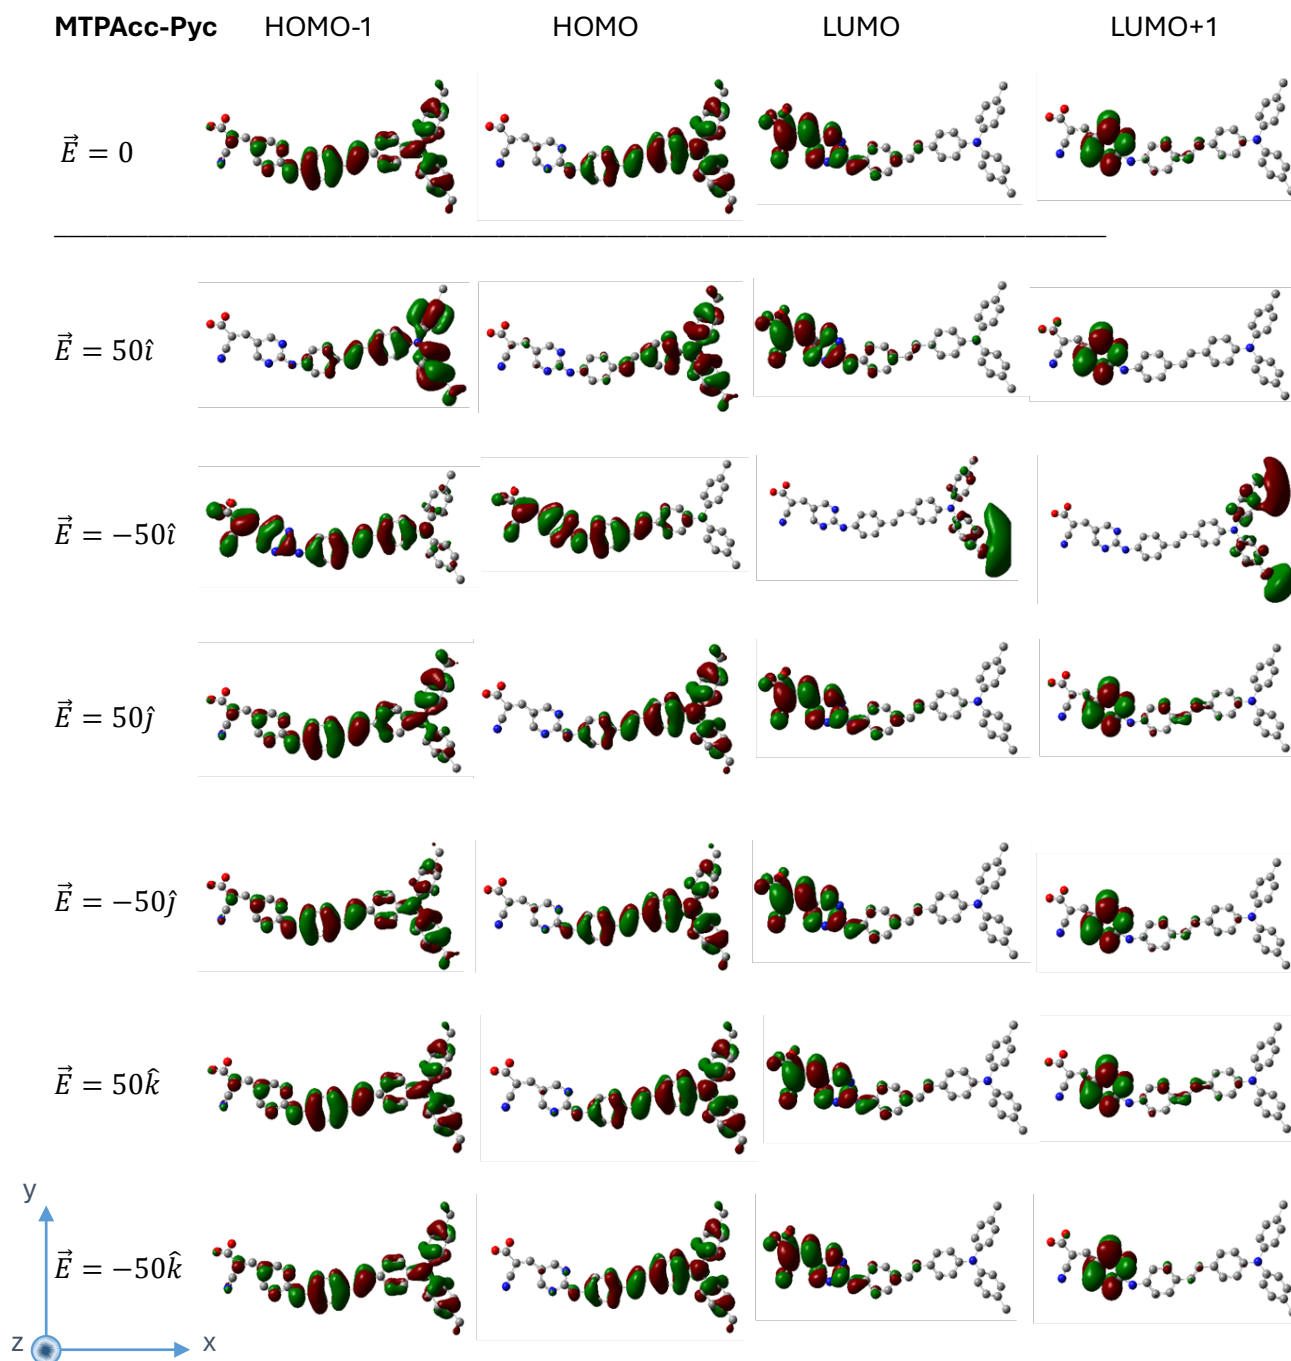 MTPAcc-Pyc HOMO-1 HOMO LUMO LUMO+1
E⃗ = 0
E⃗ = 50î
E⃗ = −50î
E⃗ = 50ĵ
E⃗ = −50ĵ
E⃗ = 50k̂
y
E⃗ = −50k̂
z x